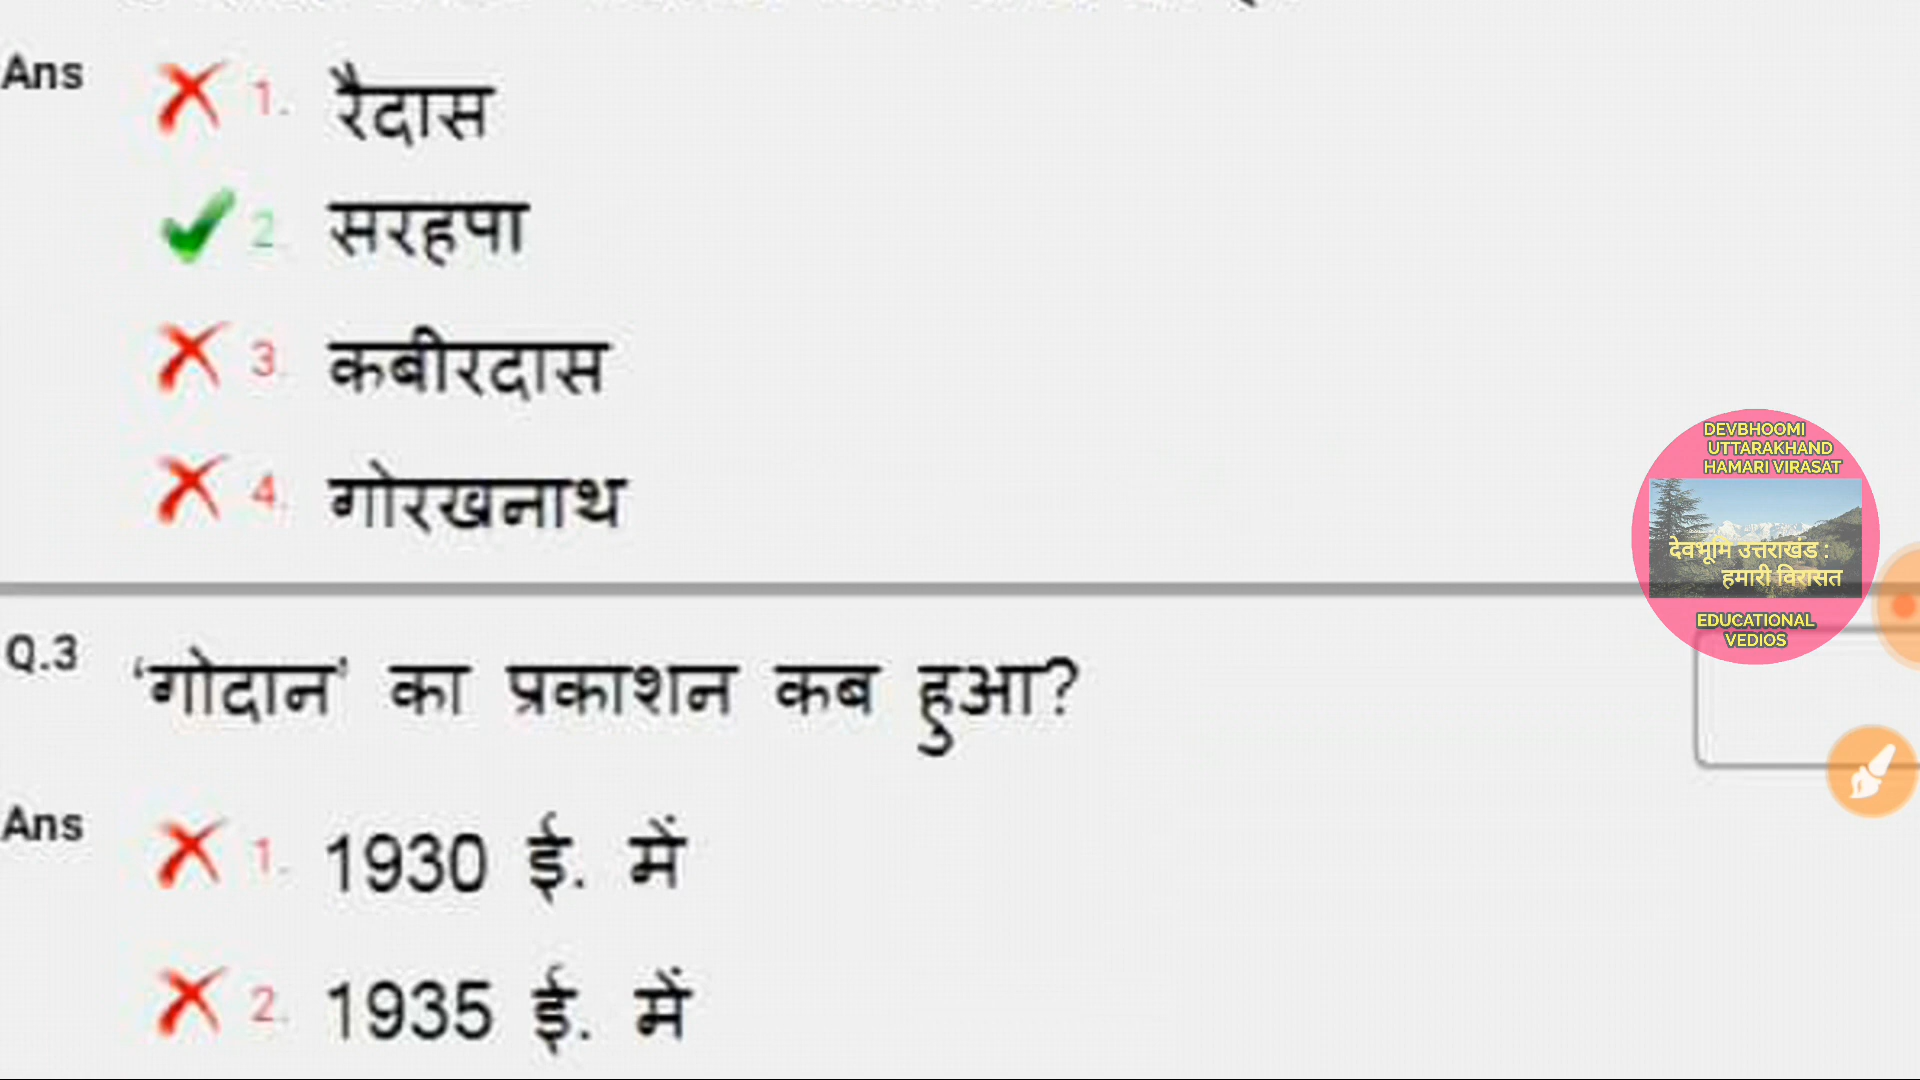 Ans
1. रैदास
2. सरहपा
3. कबीरदास
4. गोरखनाथ
DEVBHOOMI
UTTARAKHAND
HAMARI VIRASAT
देवभूमि उत्तराखंड :
हमारी विरासत
EDUCATIONAL
VEDIOS
Q.3 ‘गोदान’ का प्रकाशन कब हुआ?
Ans
1. 1930 ई. में
2. 1935 ई. में